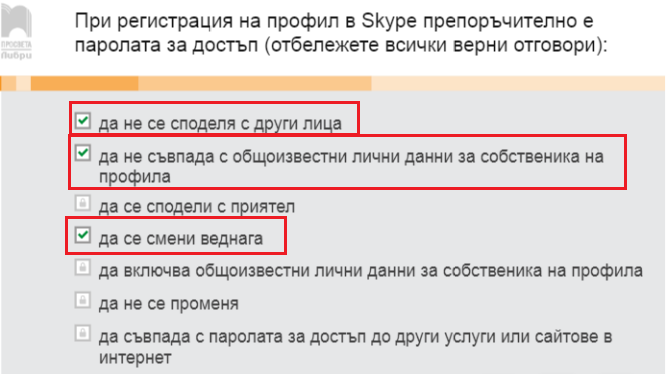 При регистрация на профил в Skype препоръчително е
паролата за достъп (отбележете всички верни отговори):
ПРОСВЕТА
Либри
да не се споделя с други лица
да не съвпада с общоизвестни лични данни за собственика на
профила
да се сподели с приятел
да се смени веднага
да включва общоизвестни лични данни за собственика на профила
да не се променя
да съвпада с паролата за достъп до други услуги или сайтове в
интернет